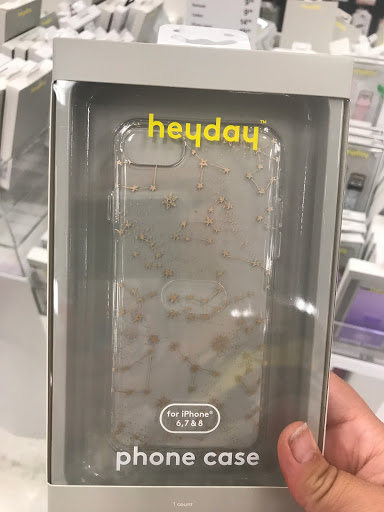 heyday™
for iPhone®
6,7 & 8
phone case
1 count